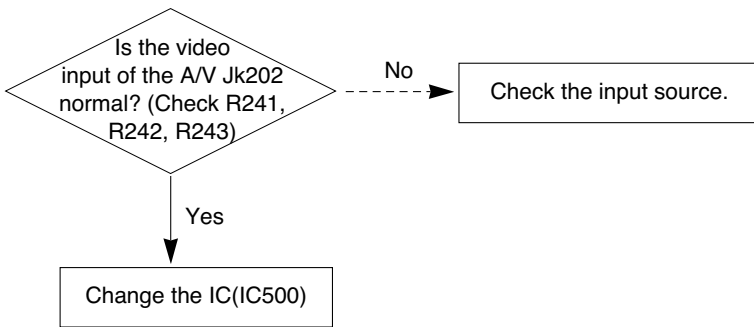 Is the video
input of the A/V Jk202
normal? (Check R241,
R242, R243)
No
Check the input source.
Yes
Change the IC(IC500)